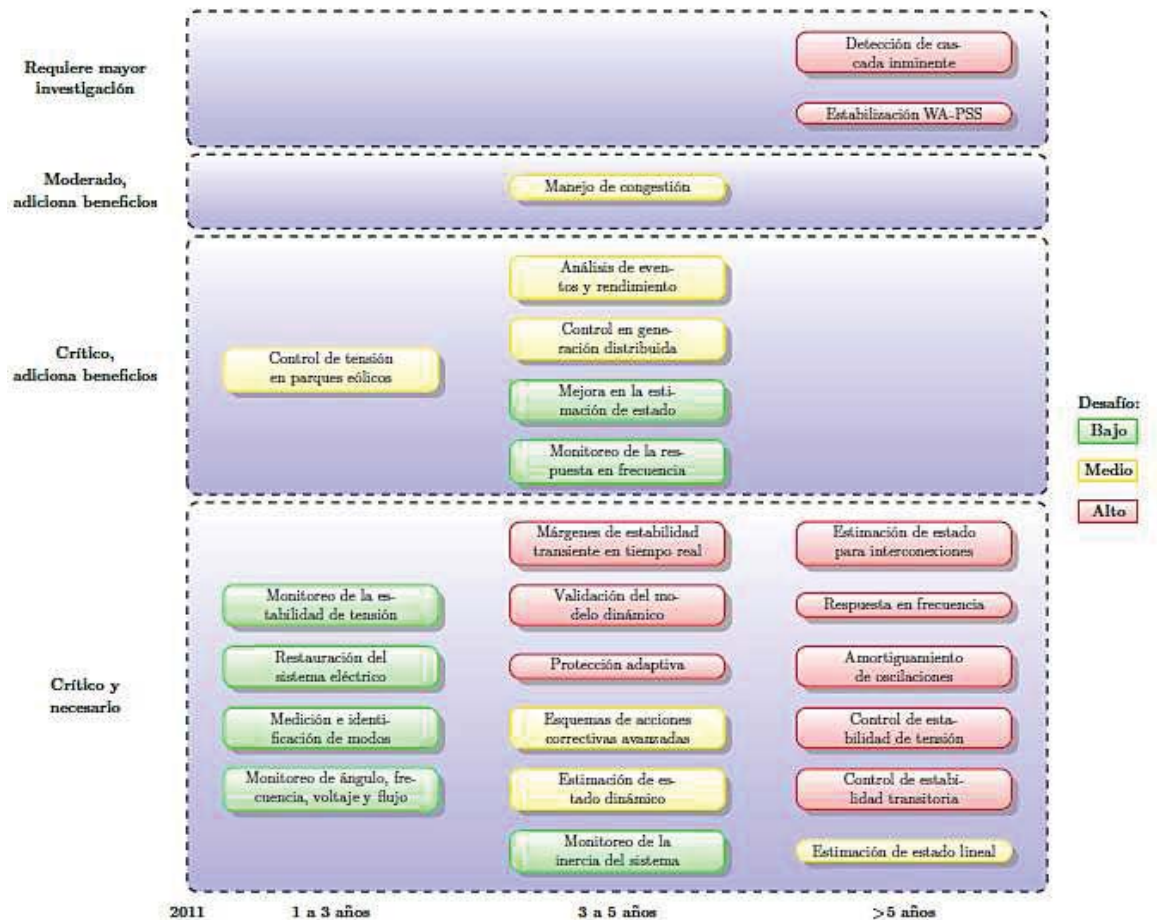 Requiere mayor
investigación
Detección de cas-
cada inminente
Estabilización WA-PSS
Moderado,
adiciona beneficios
Manejo de congestión
Crítico,
adiciona beneficios
Control de tensión
en parques eólicos
Análisis de even-
tos y rendimiento
Control en gene-
ración distribuida
Mejora en la esti-
mación de estado
Monitoreo de la res-
puesta en frecuencia
Crítico y
necesario
Monitoreo de la es-
tabilidad de tensión
Restauración del
sistema eléctrico
Medición e identi-
ficación de modos
Monitoreo de ángulo, fre-
cuencia, voltaje y flujo
Márgenes de estabilidad
transiente en tiempo real
Validación del mo-
delo dinámico
Protección adaptiva
Esquemas de acciones
correctivas avanzadas
Estimación de es-
tado dinámico
Monitoreo de la
inercia del sistema
Estimación de estado
para interconexiones
Respuesta en frecuencia
Amortiguamiento
de oscilaciones
Control de esta-
bilidad de tensión
Control de estabi-
lidad transitoria
Estimación de estado lineal
Desafío:
Bajo
Medio
Alto
2011 1 a 3 años 3 a 5 años >5 años